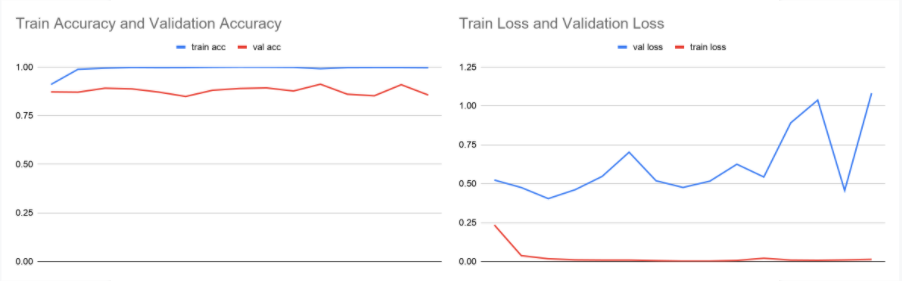 Train Accuracy and Validation Accuracy
train acc val acc
1.00
0.75
0.50
0.25
0.00
Train Loss and Validation Loss
val loss train loss
1.25
1.00
0.75
0.50
0.25
0.00